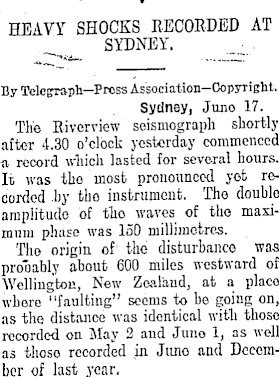 HEAVY SHOCKS RECORDED AT
SYDNEY.
By Telegraph—Press Association—Copyright.
Sydney, June 17.
The Riverview seismograph shortly
after 4.30 o'clock yesterday commenced
a record which lasted for several hours.
It was the most pronounced yet re-
corded by the instrument. The double
amplitude of the waves of the maxi-
mum phase was 150 millimetres.
The origin of the disturbance was
probably about 600 miles westward of
Wellington, New Zealand, at a place
where "faulting" seems to be going on,
as the distance was identical with those
recorded on May 2 and June 1, as well
as those recorded in June and Decem-
ber of last year.